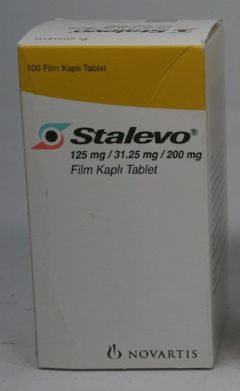 100 Film Kaplı Tablet
Stalevo®
125 mg / 31.25 mg / 200 mg
Film Kaplı Tablet
NOVARTIS